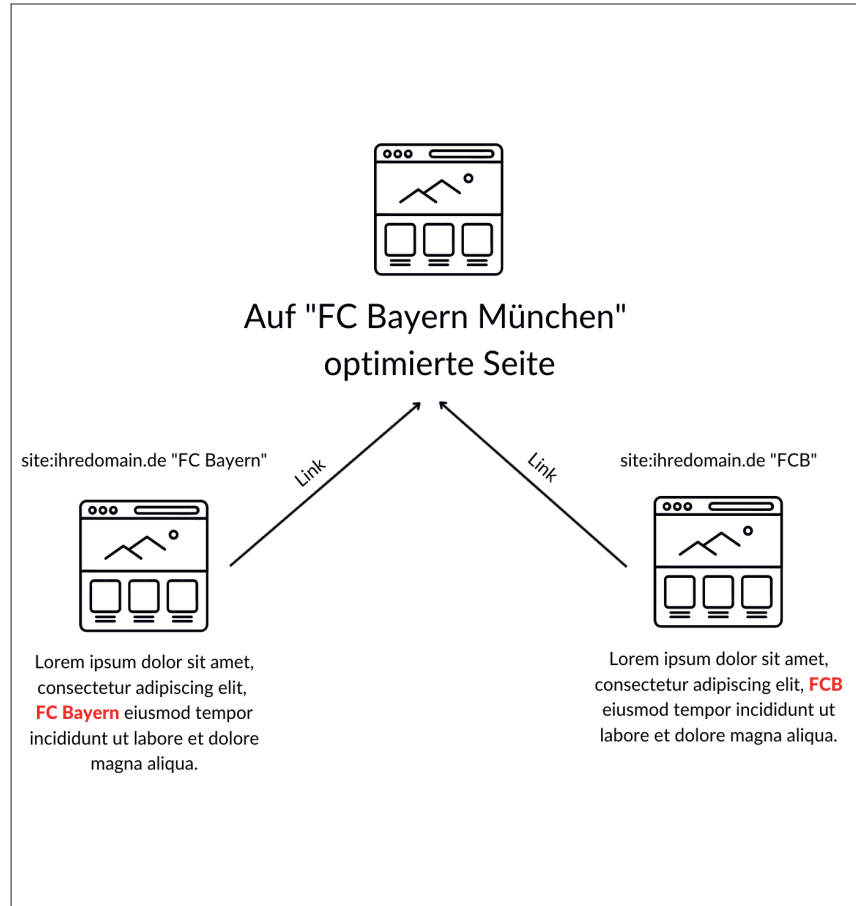 Auf "FC Bayern München"
optimierte Seite
site:ihredomain.de "FC Bayern"
Link
Link
site:ihredomain.de "FCB"
Lorem ipsum dolor sit amet,
consectetur adipiscing elit,
FC Bayern eiusmod tempor
incididunt ut labore et dolore
magna aliqua.
Lorem ipsum dolor sit amet,
consectetur adipiscing elit, FCB
eiusmod tempor incididunt ut
labore et dolore magna aliqua.